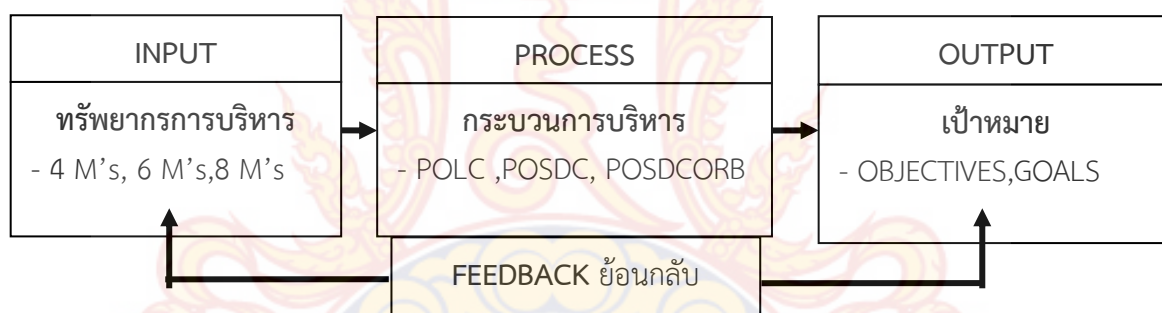 INPUT
ทรัพยากรการบริหาร
- 4 M’s, 6 M’s,8 M’s
PROCESS
กระบวนการบริหาร
- POLC ,POSDC, POSDCORB
OUTPUT
เป้าหมาย
- OBJECTIVES,GOALS
FEEDBACK ย้อนกลับ